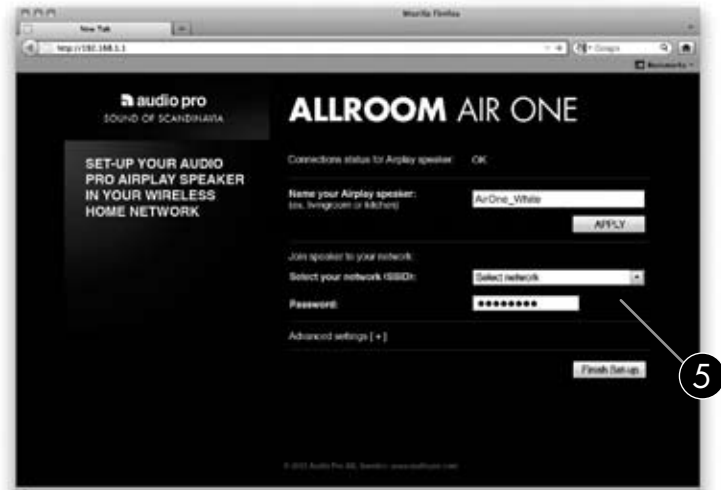 Mozilla Firefox
New Tab
http://192.168.1.1
Google
Bookmarks
audio pro
SOUND OF SCANDINAVIA
ALLROOM AIR ONE
SET-UP YOUR AUDIO
PRO AIRPLAY SPEAKER
IN YOUR WIRELESS
HOME NETWORK
Connections status for Airplay speaker: OK
Name your Airplay speaker:
(ex. livingroom or kitchen)
AirOne_White
APPLY
Join speaker to your network:
Select your network (SSID):
Select network
Password:
Advanced settings [+]
Finish Set-up
5